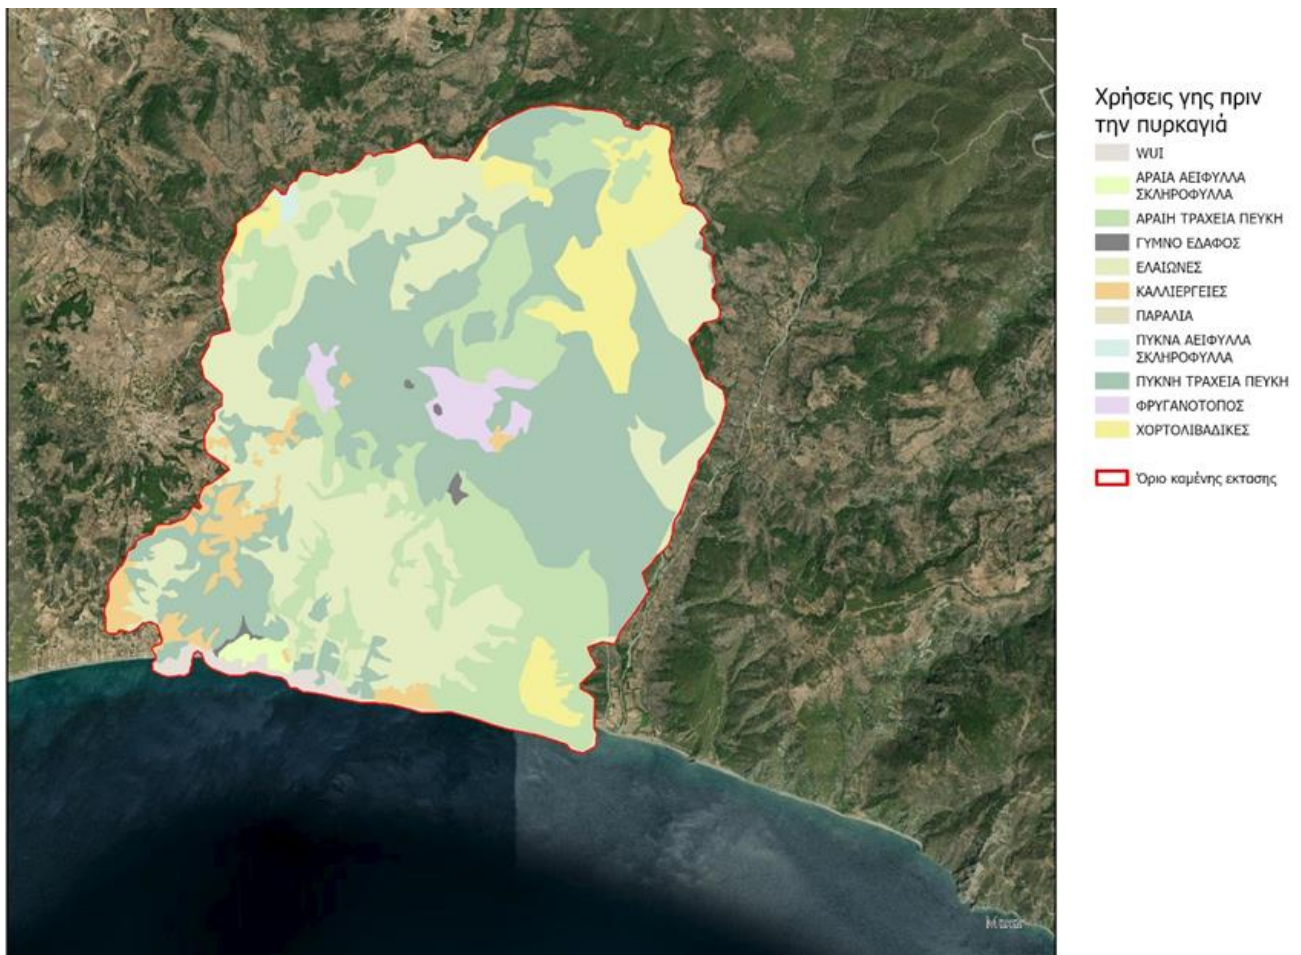 Χρήσεις γης πριν
την πυρκαγιά
WUI
ΑΡΑΙΑ ΑΕΙΦΥΛΛΑ
ΣΚΛΗΡΟΦΥΛΛΑ
ΑΡΑΙΗ ΤΡΑΧΕΙΑ ΠΕΥΚΗ
ΓΥΜΝΟ ΕΔΑΦΟΣ
ΕΛΑΙΩΝΕΣ
ΚΑΛΛΙΕΡΓΕΙΕΣ
ΠΑΡΑΛΙΑ
ΠΥΚΝΑ ΑΕΙΦΥΛΛΑ
ΣΚΛΗΡΟΦΥΛΛΑ
ΠΥΚΝΗ ΤΡΑΧΕΙΑ ΠΕΥΚΗ
ΦΡΥΓΑΝΟΤΟΠΟΣ
ΧΟΡΤΟΛΙΒΑΔΙΚΕΣ
Όριο καμένης εκτασης